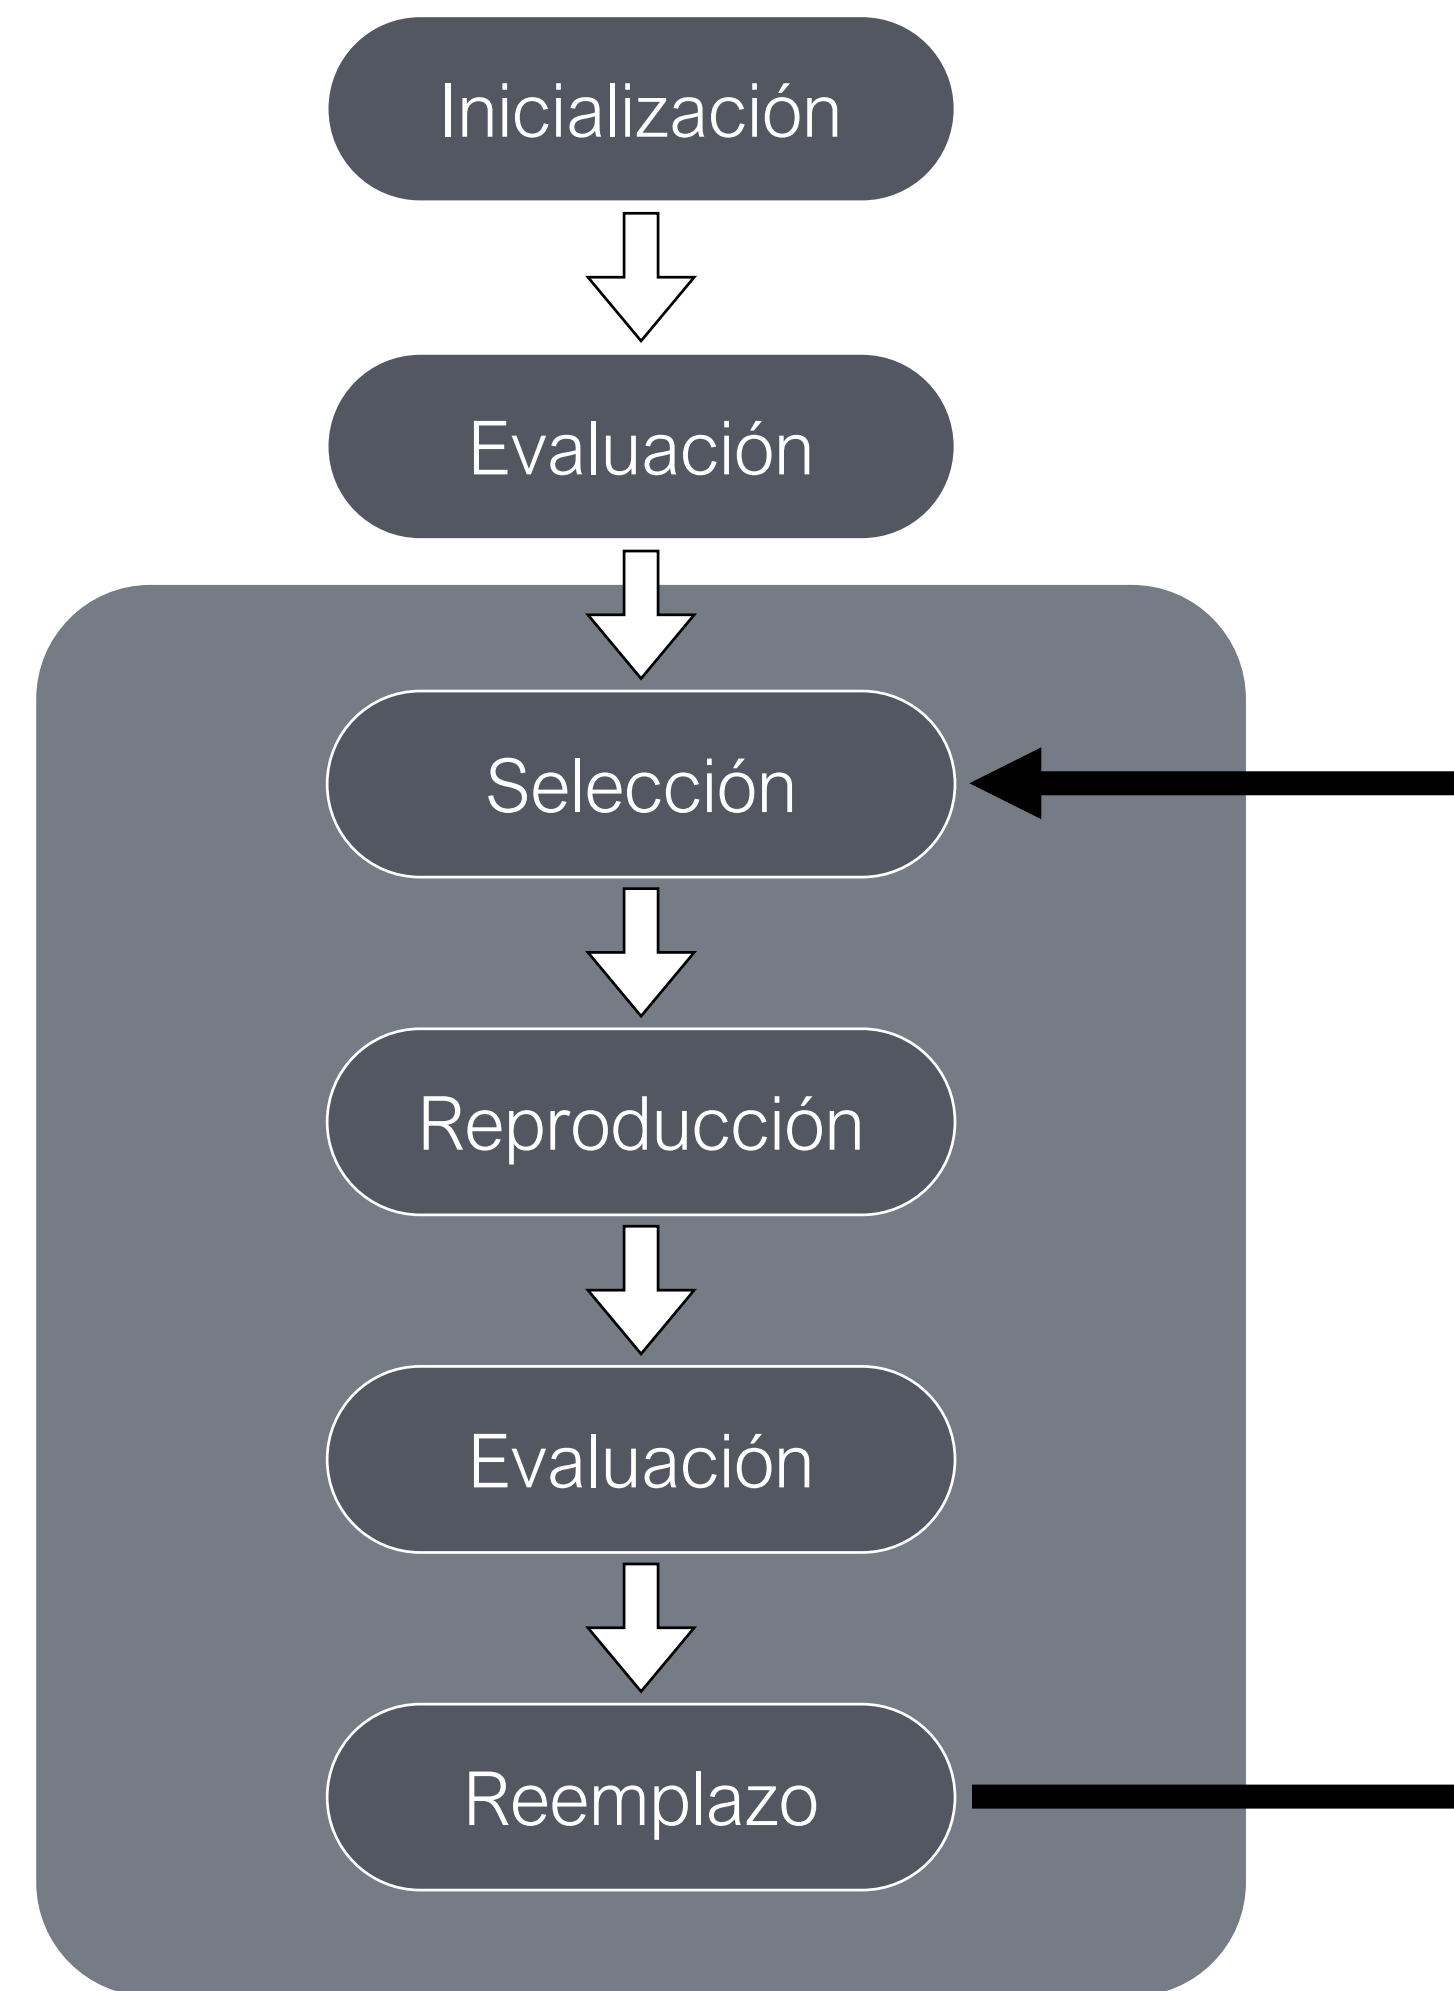 Inicialización
Evaluación
Selección
Reproducción
Evaluación
Reemplazo